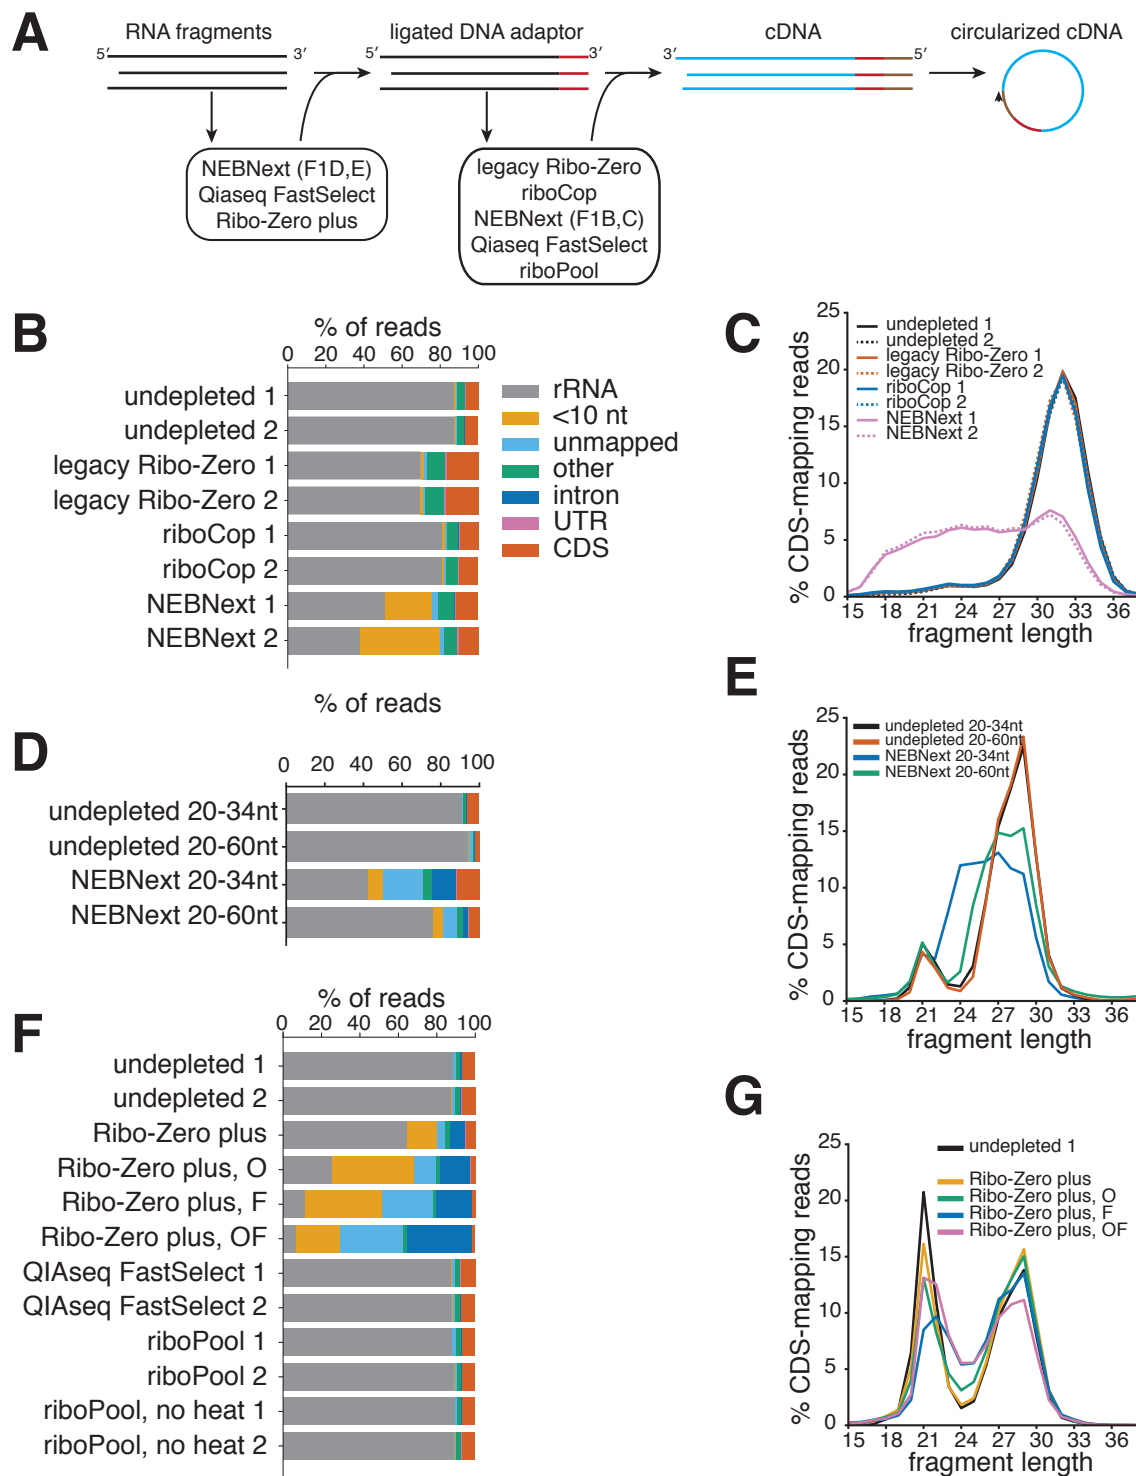 A
RNA fragments
ligated DNA adaptor
cDNA
circularized cDNA
5′ 3′ 5′ 3′ 3′ 5′
NEBNext (F1D,E)
Qiaseq FastSelect
Ribo-Zero plus
legacy Ribo-Zero
riboCop
NEBNext (F1B,C)
Qiaseq FastSelect
riboPool
B
% of reads
0 20 40 60 80 100
undepleted 1
undepleted 2
legacy Ribo-Zero 1
legacy Ribo-Zero 2
riboCop 1
riboCop 2
NEBNext 1
NEBNext 2
rRNA
<10 nt
unmapped
other
intron
UTR
CDS
C
% CDS-mapping reads
25
20
15
10
5
0
undepleted 1
undepleted 2
legacy Ribo-Zero 1
legacy Ribo-Zero 2
riboCop 1
riboCop 2
NEBNext 1
NEBNext 2
15 18 21 24 27 30 33 36
fragment length
D
% of reads
0 20 40 60 80 100
undepleted 20-34nt
undepleted 20-60nt
NEBNext 20-34nt
NEBNext 20-60nt
E
% CDS-mapping reads
25
20
15
10
5
0
undepleted 20-34nt
undepleted 20-60nt
NEBNext 20-34nt
NEBNext 20-60nt
15 18 21 24 27 30 33 36
fragment length
F
% of reads
0 20 40 60 80 100
undepleted 1
undepleted 2
Ribo-Zero plus
Ribo-Zero plus, O
Ribo-Zero plus, F
Ribo-Zero plus, OF
QIAseq FastSelect 1
QIAseq FastSelect 2
riboPool 1
riboPool 2
riboPool, no heat 1
riboPool, no heat 2
G
% CDS-mapping reads
25
20
15
10
5
0
undepleted 1
Ribo-Zero plus
Ribo-Zero plus, O
Ribo-Zero plus, F
Ribo-Zero plus, OF
15 18 21 24 27 30 33 36
fragment length